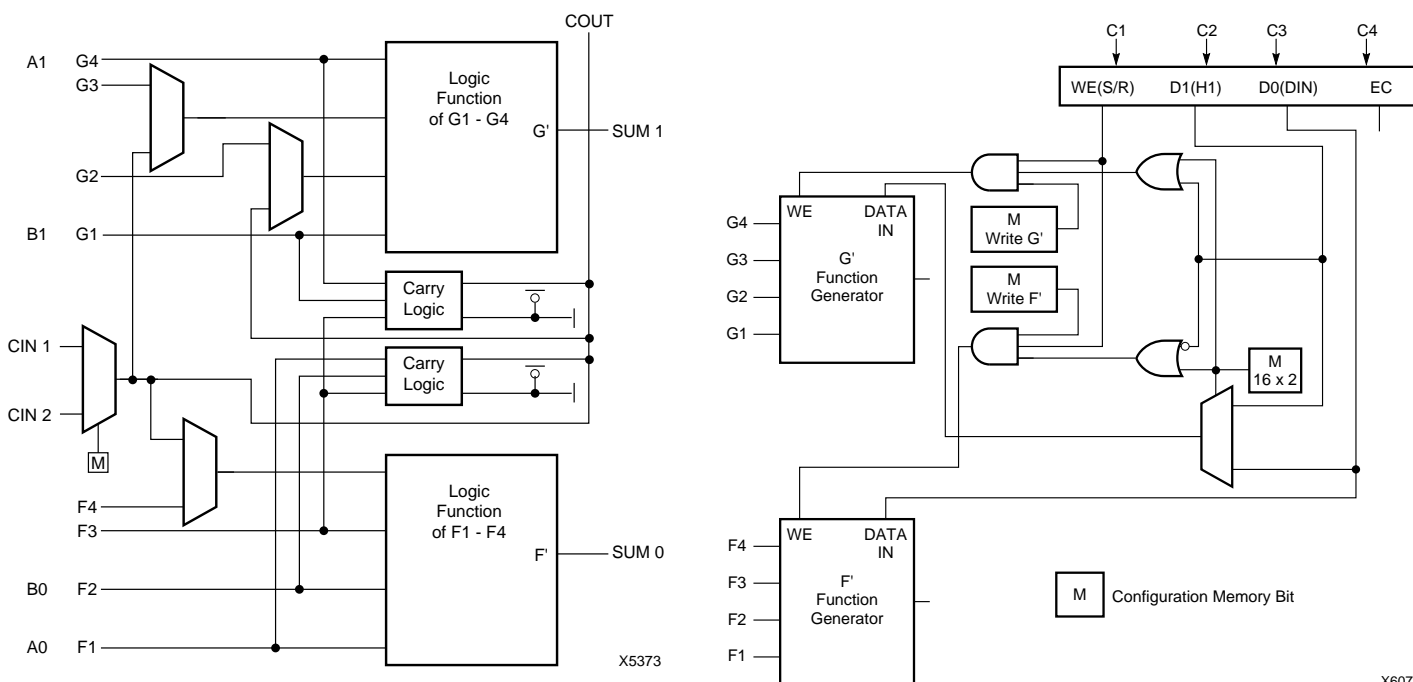 COUT
A1 G4
G3
Logic
Function
of G1 - G4
G'
SUM 1
G2
B1 G1
Carry
Logic
CIN 1
Carry
Logic
CIN 2
M
F4
F3
Logic
Function
of F1 - F4
F'
SUM 0
B0 F2
A0 F1
X5373
C1 C2 C3 C4
WE(S/R) D1(H1) D0(DIN) EC
WE DATA
IN
G4
G3
G2
G1
G'
Function
Generator
M
Write G'
M
Write F'
M
16 x 2
WE DATA
IN
F4
F3
F2
F1
F'
Function
Generator
M Configuration Memory Bit
X607